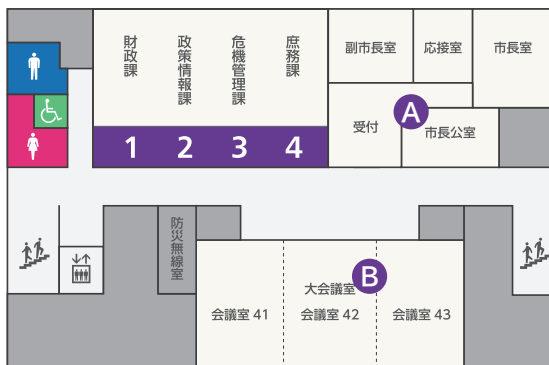 財政課
政策情報課
危機管理課
庶務課
副市長室
応接室
市長室
1
2
3
4
受付
A
市長公室
防災無線室
大会議室
B
会議室 41
会議室 42
会議室 43